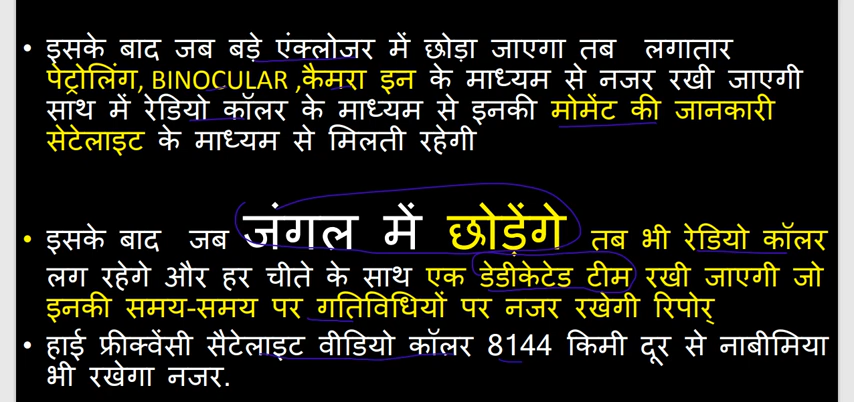 • इसके बाद जब बड़े एंक्लोजर में छोड़ा जाएगा तब लगातार
पेट्रोलिंग, BINOCULAR ,कैमरा इन के माध्यम से नजर रखी जाएगी
साथ में रेडियो कॉलर के माध्यम से इनकी मोमेंट की जानकारी
सेटेलाइट के माध्यम से मिलती रहेगी
• इसके बाद जब जंगल में छोड़ेंगे तब भी रेडियो कॉलर
लग रहेगे और हर चीते के साथ एक डेडीकेटेड टीम रखी जाएगी जो
इनकी समय-समय पर गतिविधियों पर नजर रखेगी रिपोर्
• हाई फ्रीक्वेंसी सैटेलाइट वीडियो कॉलर 8144 किमी दूर से नाबीमिया
भी रखेगा नजर.